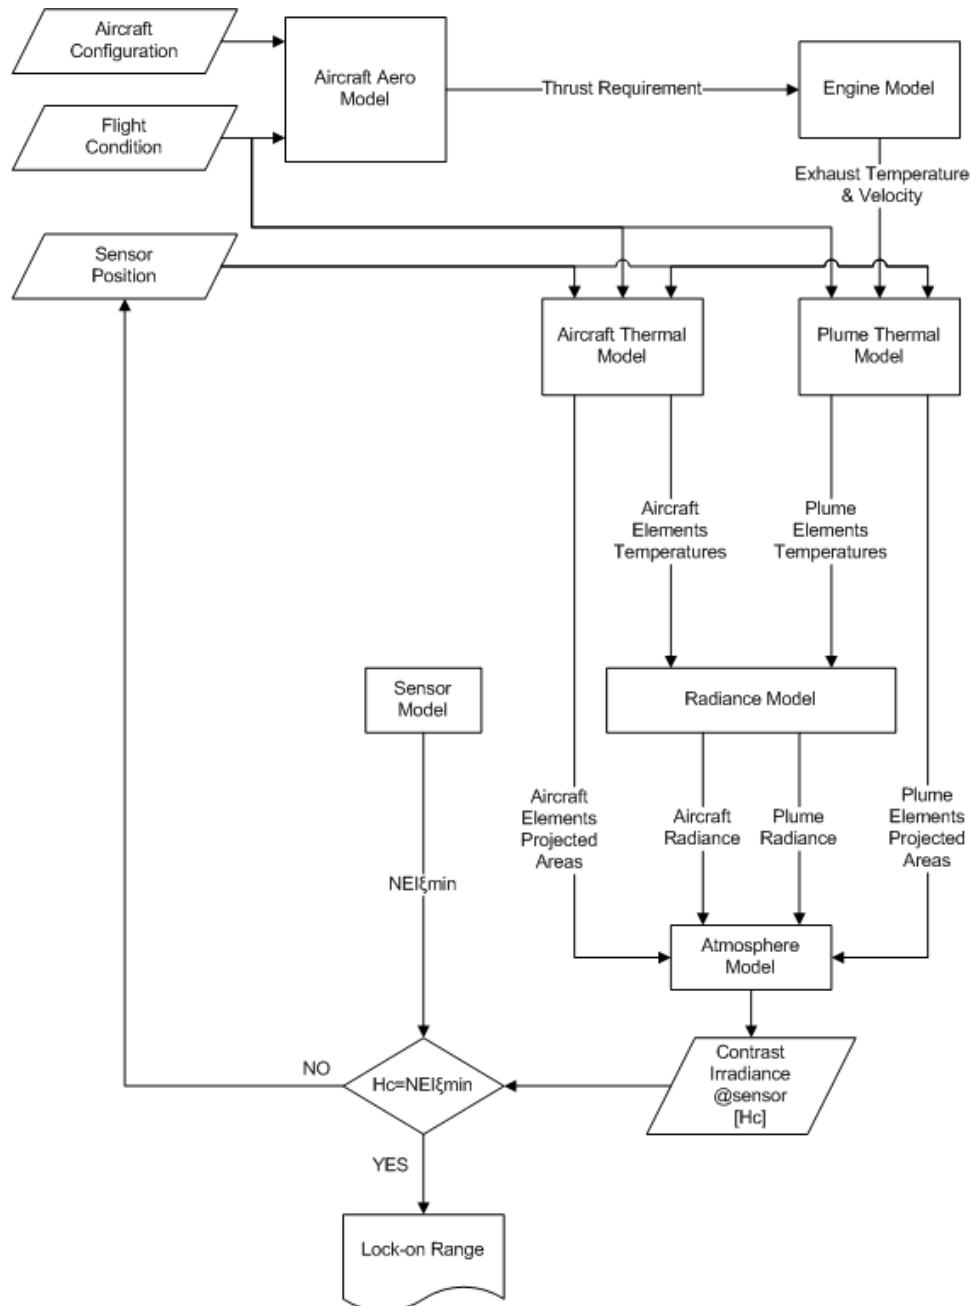 Aircraft
Configuration
Aircraft Aero
Model
Thrust Requirement
Engine Model
Flight
Condition
Exhaust Temperature
& Velocity
Sensor
Position
Aircraft Thermal
Model
Plume Thermal
Model
Aircraft
Elements
Temperatures
Plume
Elements
Temperatures
Sensor
Model
Radiance Model
Aircraft
Elements
Projected
Areas
Aircraft
Radiance
Plume
Radiance
Plume
Elements
Projected
Areas
NEIξmin
Atmosphere
Model
NO
Hc=NEIξmin
Contrast
Irradiance
@sensor
[Hc]
YES
Lock-on Range